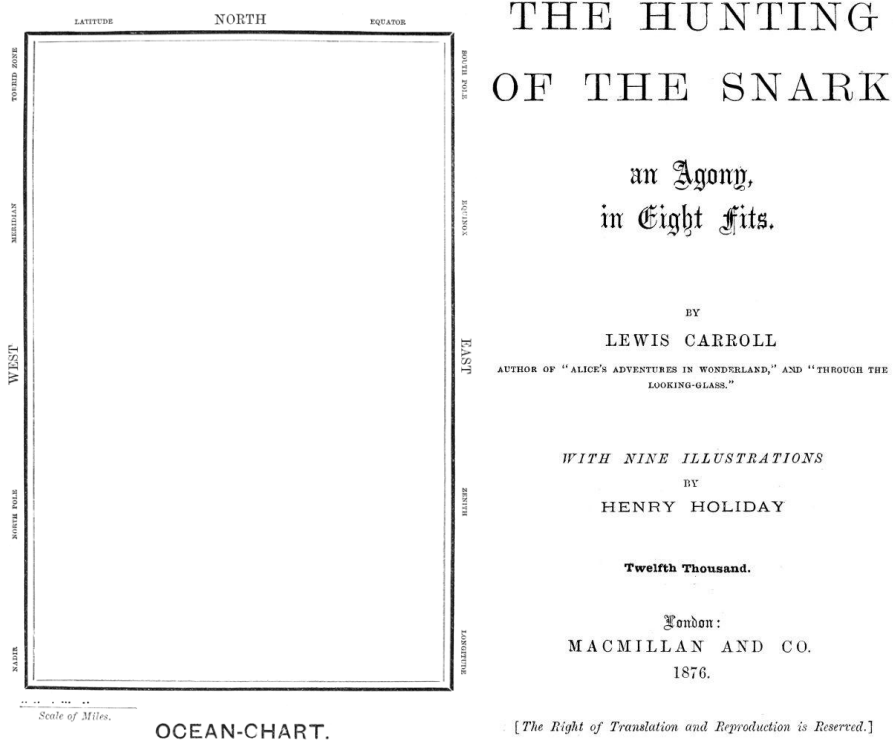 LATITUDE NORTH EQUATOR
TORRID ZONE
MERIDIAN
WEST
NORTH POLE
NADIR
SOUTH POLE
EQUINOX
EAST
ZENITH
LONGITUDE
Scale of Miles.
OCEAN-CHART.
THE HUNTING
OF THE SNARK
an Agony,
in Eight Fits.
BY
LEWIS CARROLL
AUTHOR OF "ALICE'S ADVENTURES IN WONDERLAND," AND "THROUGH THE
LOOKING-GLASS."
WITH NINE ILLUSTRATIONS
BY
HENRY HOLIDAY
Twelfth Thousand.
London:
MACMILLAN AND CO.
1876.
[The Right of Translation and Reproduction is Reserved.]